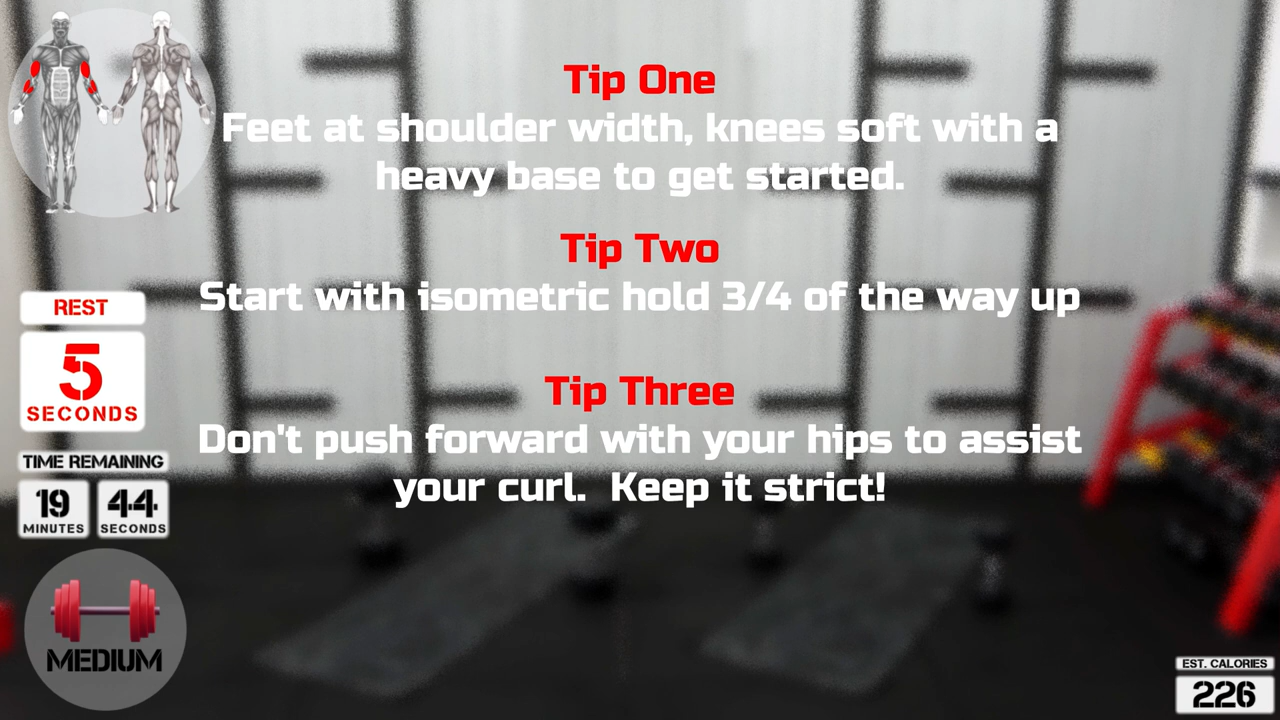 Tip One
Feet at shoulder width, knees soft with a
heavy base to get started.
Tip Two
Start with isometric hold 3/4 of the way up
Tip Three
Don't push forward with your hips to assist
your curl.  Keep it strict!
REST
5
SECONDS
TIME REMAINING
19
MINUTES
44
SECONDS
MEDIUM
EST. CALORIES
226